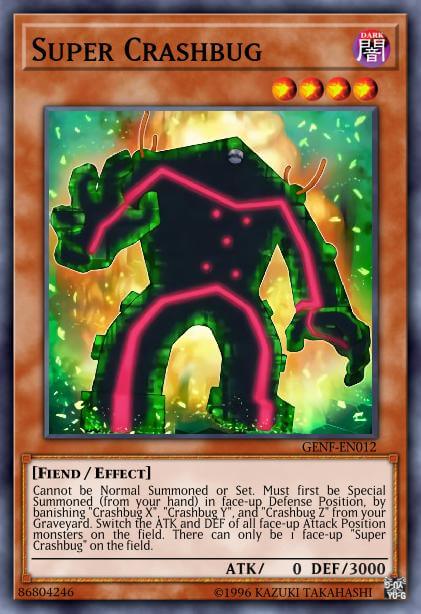 Super Crashbug
DARK
闇
GENF-EN012
[Fiend / Effect]
Cannot be Normal Summoned or Set. Must first be Special
Summoned (from your hand) in face-up Defense Position, by
banishing "Crashbug X", "Crashbug Y", and "Crashbug Z" from your
Graveyard. Switch the ATK and DEF of all face-up Attack Position
monsters on the field. There can only be 1 face-up "Super
Crashbug" on the field.
ATK/ 0 DEF/3000
86804246
©1996 KAZUKI TAKAHASHI